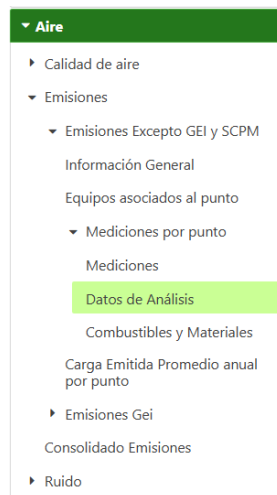 Aire
Calidad de aire
Emisiones
Emisiones Excepto GEI y SCPM
Información General
Equipos asociados al punto
Mediciones por punto
Mediciones
Datos de Análisis
Combustibles y Materiales
Carga Emitida Promedio anual
por punto
Emisiones Gei
Consolidado Emisiones
Ruido